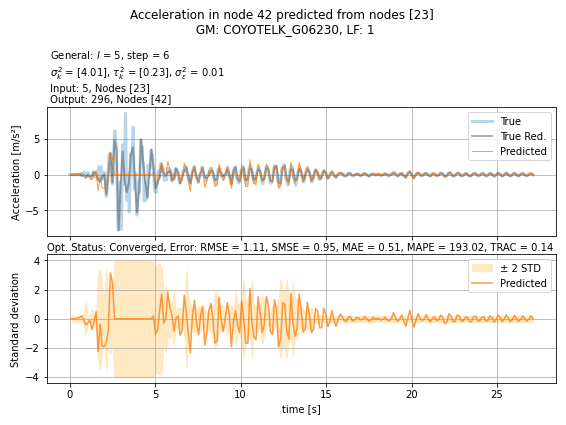 Acceleration in node 42 predicted from nodes [23]
GM: COYOTELK_G06230, LF: 1
General: l = 5, step = 6
σ²ₖ = [4.01], τ²ₖ = [0.23], σ²ε = 0.01
Input: 5, Nodes [23]
Output: 296, Nodes [42]
True
True Red.
Predicted
5
0
−5
Acceleration [m/s²]
Opt. Status: Converged, Error: RMSE = 1.11, SMSE = 0.95, MAE = 0.51, MAPE = 193.02, TRAC = 0.14
± 2 STD
Predicted
4
2
0
−2
−4
Standard deviation
0 5 10 15 20 25
time [s]